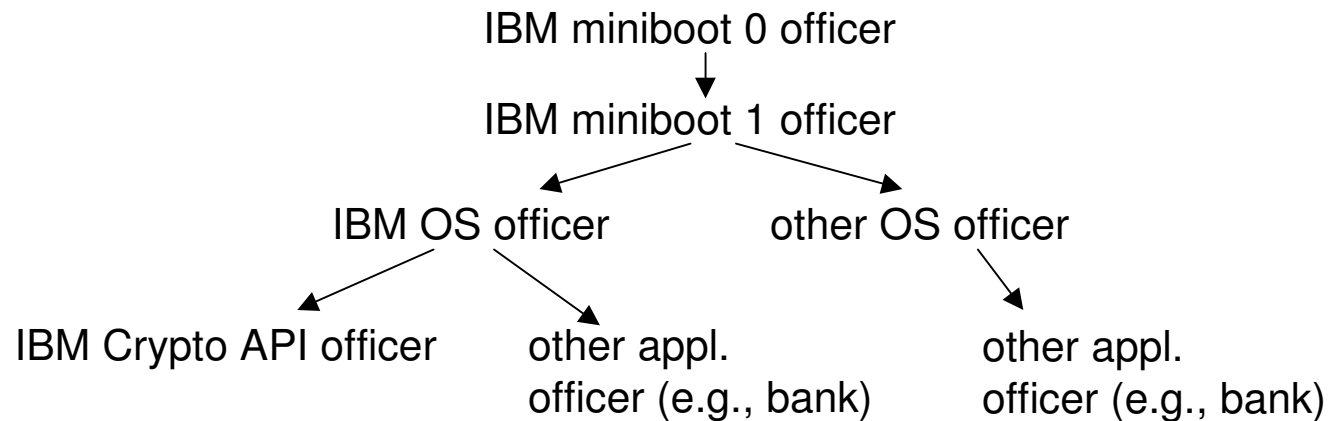 IBM miniboot 0 officer
IBM miniboot 1 officer
IBM OS officer
other OS officer
IBM Crypto API officer
other appl.
officer (e.g., bank)
other appl.
officer (e.g., bank)